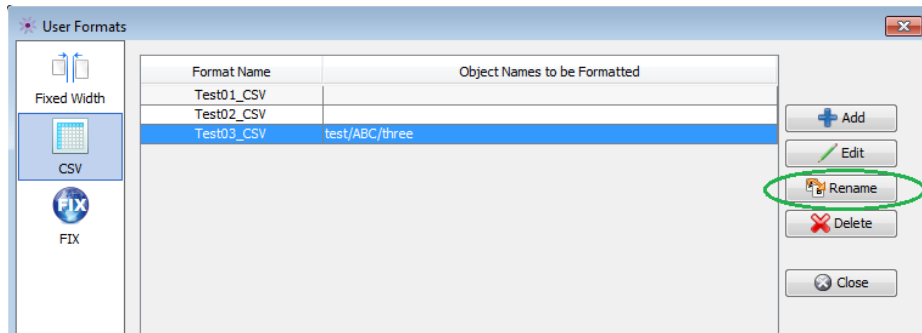 User Formats
Fixed Width
CSV
FIX
FIX
Format Name Object Names to be Formatted
Test01_CSV
Test02_CSV
Test03_CSV test/ABC/three
Add
Edit
Rename
Delete
Close